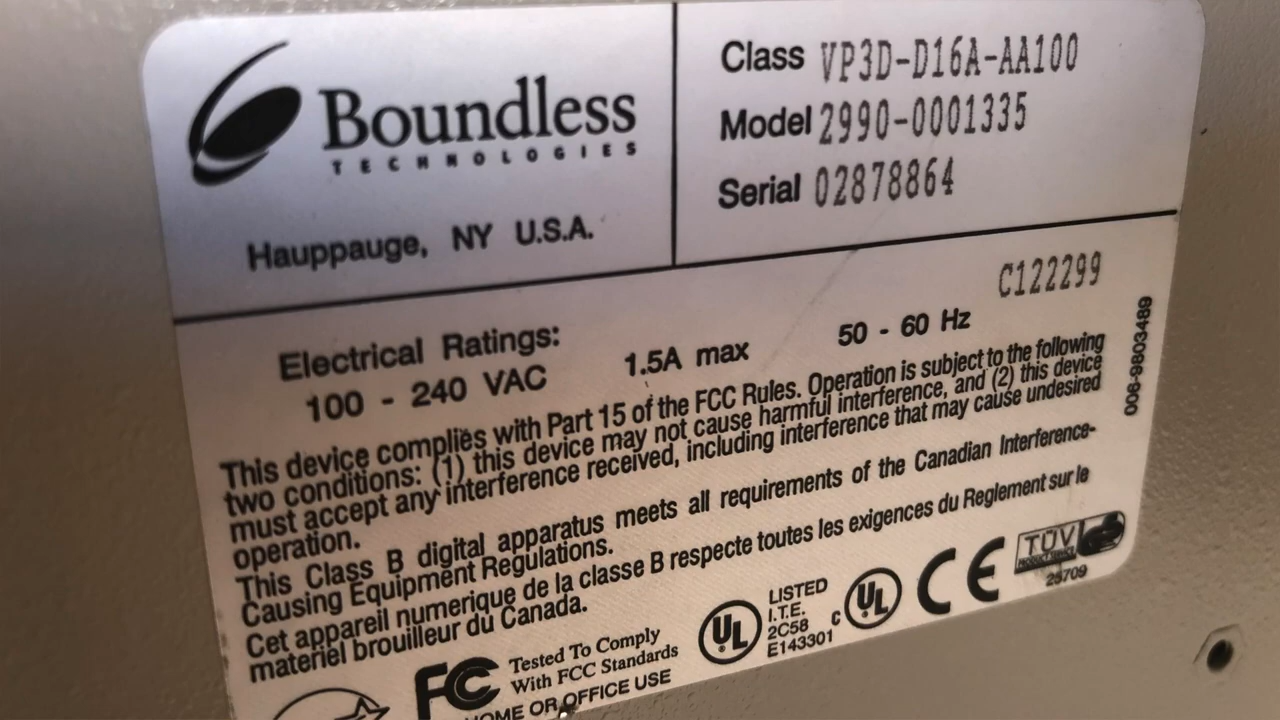 Boundless
TECHNOLOGIES
Hauppauge, NY U.S.A.
Class VP3D-D16A-AA100
Model 2990-0001335
Serial 02878864
C122299
Electrical Ratings:
100 - 240 VAC 1.5A max 50 - 60 Hz
This device complies with Part 15 of the FCC Rules. Operation is subject to the following
two conditions: (1) this device may not cause harmful interference, and (2) this device
must accept any interference received, including interference that may cause undesired
operation.
This Class B digital apparatus meets all requirements of the Canadian Interference-
Causing Equipment Regulations.
Cet appareil numerique de la classe B respecte toutes les exigences du Reglement sur le
materiel brouilleur du Canada.
006-9803489
FC Tested To Comply
With FCC Standards
HOME OR OFFICE USE
UL
LISTED
I.T.E.
2C58
E143301
C UL
CE
TÜV
PRODUCT SERVICE
25709